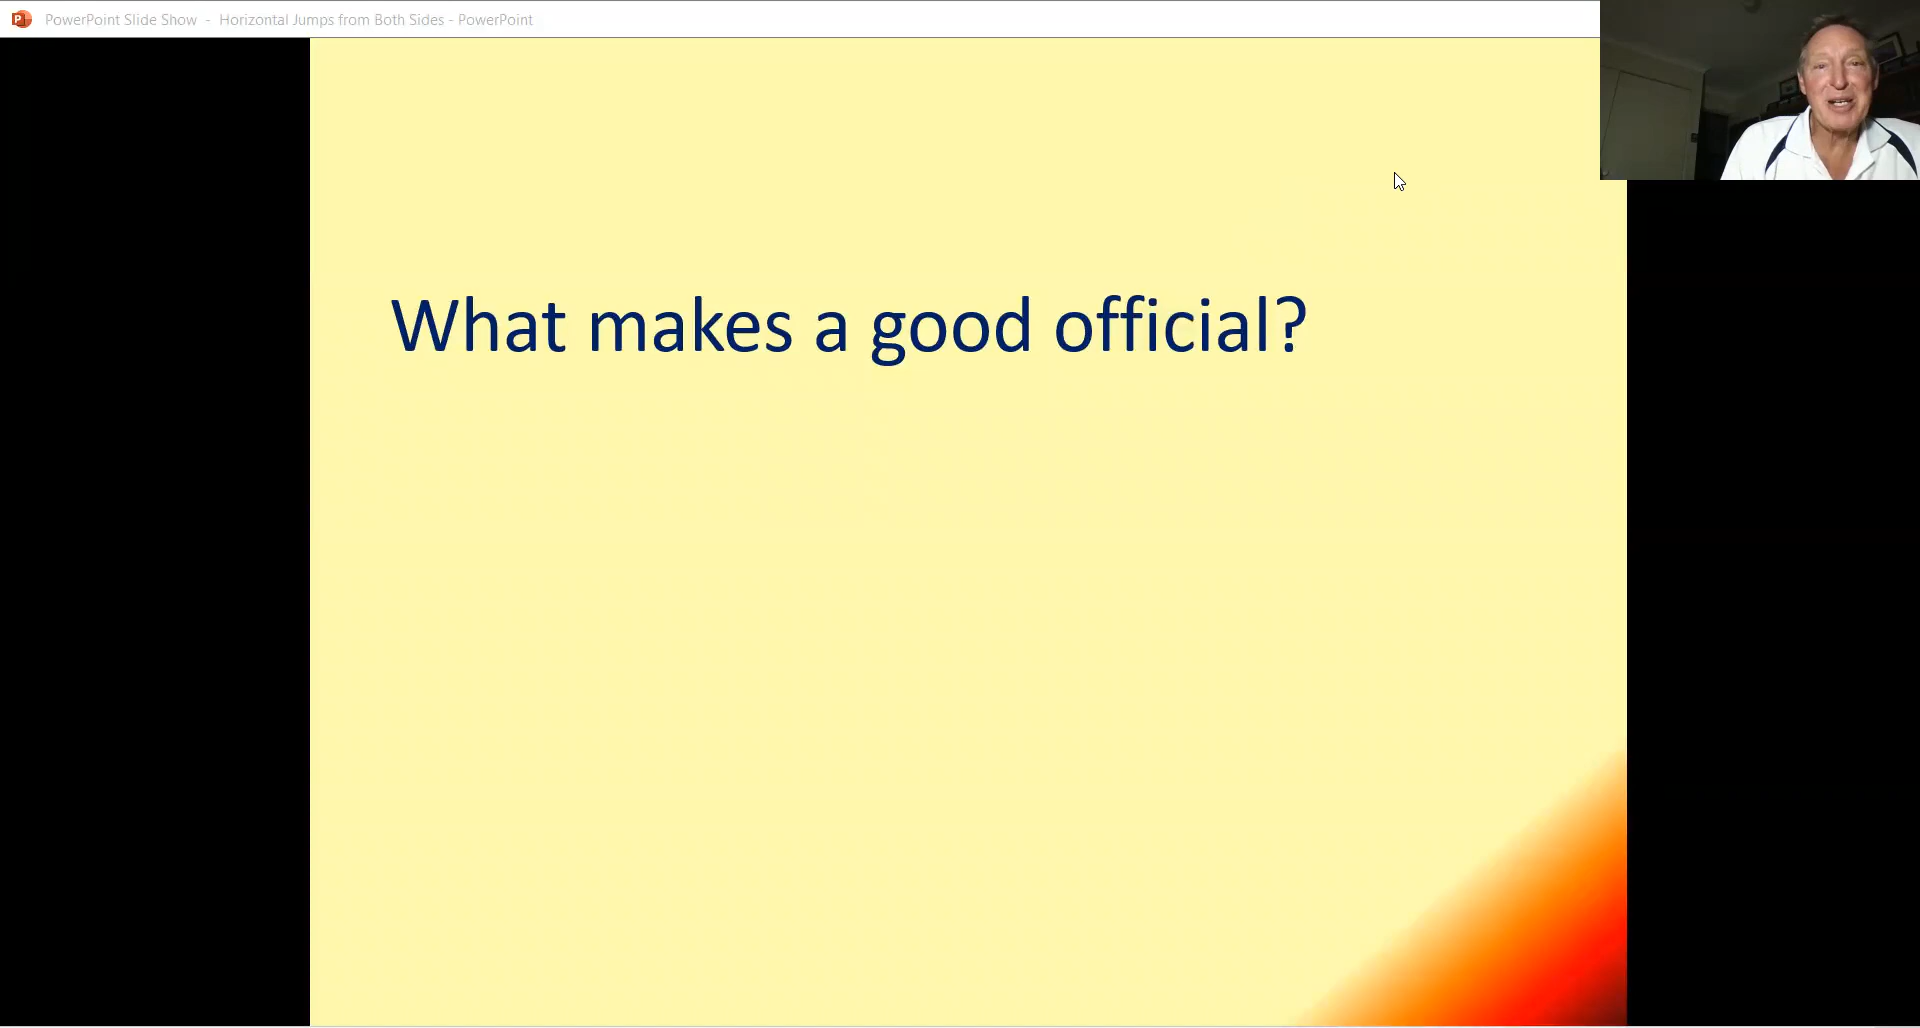 PowerPoint Slide Show - Horizontal Jumps from Both Sides - PowerPoint
What makes a good official?